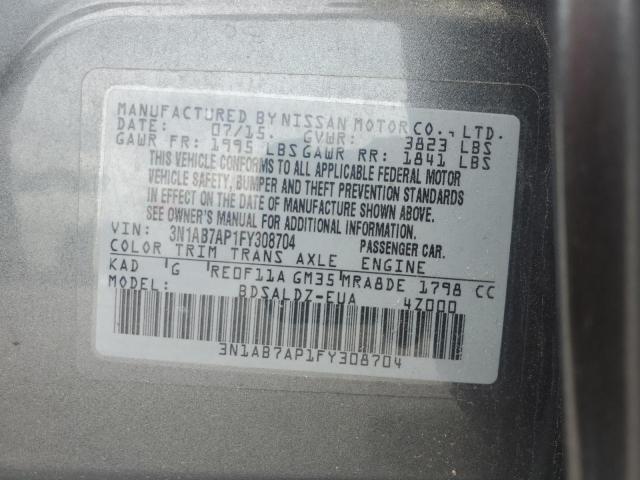 MANUFACTURED BY NISSAN MOTOR CO., LTD.
DATE: 07/15. GVWR: 3823 LBS
GAWR FR: 1995 LBS GAWR RR: 1841 LBS
THIS VEHICLE CONFORMS TO ALL APPLICABLE FEDERAL MOTOR
VEHICLE SAFETY, BUMPER AND THEFT PREVENTION STANDARDS
IN EFFECT ON THE DATE OF MANUFACTURE SHOWN ABOVE.
SEE OWNER'S MANUAL FOR ADDITIONAL INFORMATION.
VIN: 3N1AB7AP1FY308704 PASSENGER CAR.
COLOR TRIM TRANS AXLE ENGINE
KAD G RE0F11A GM35 MRA8DE 1798 CC
MODEL: BDSALDZ-EUA 4Z000
3N1AB7AP1FY308704